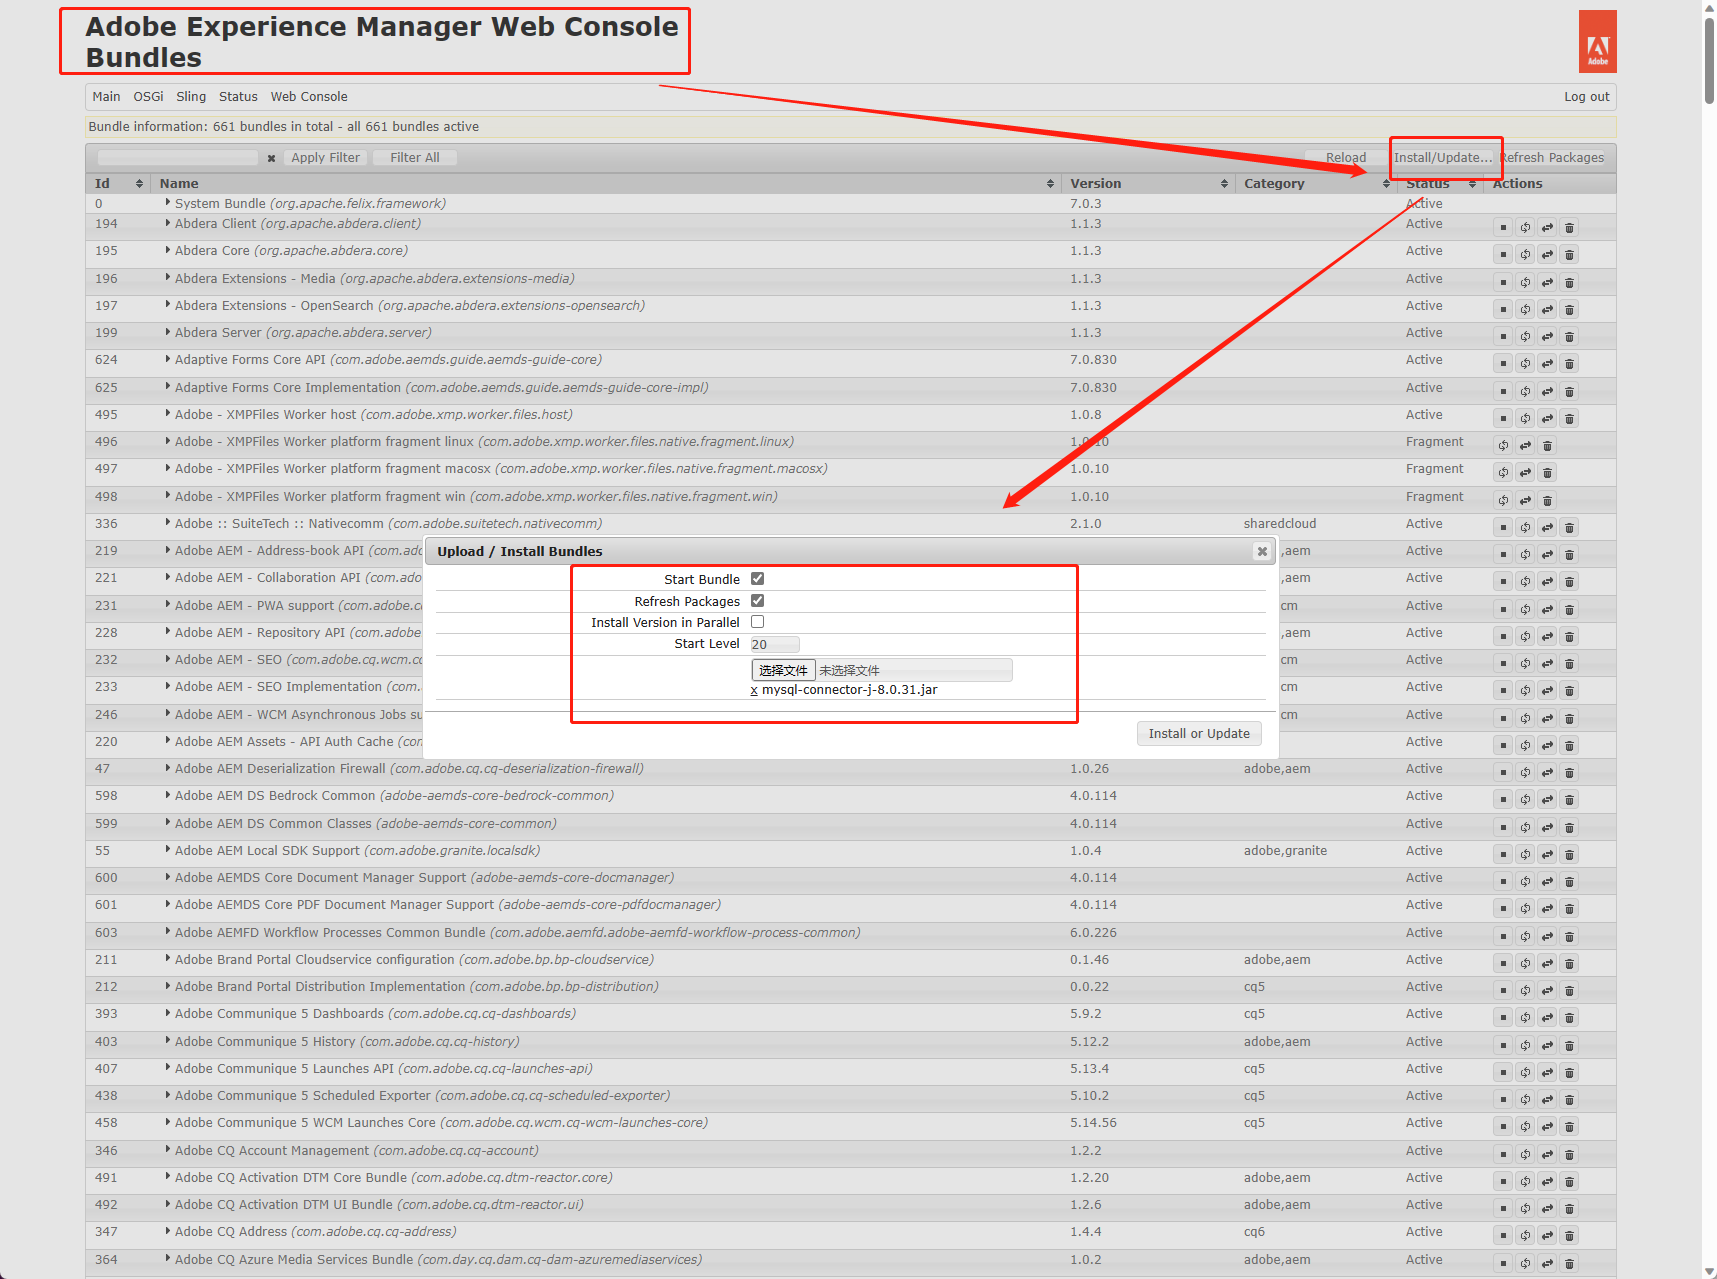 Adobe Experience Manager Web Console
Bundles
Adobe
Main OSGi Sling Status Web Console Log out
Bundle information: 661 bundles in total - all 661 bundles active
Apply Filter Filter All Reload Install/Update... Refresh Packages
Id Name Version Category Status Actions
0 System Bundle (org.apache.felix.framework) 7.0.3 Active
194 Abdera Client (org.apache.abdera.client) 1.1.3 Active
195 Abdera Core (org.apache.abdera.core) 1.1.3 Active
196 Abdera Extensions - Media (org.apache.abdera.extensions-media) 1.1.3 Active
197 Abdera Extensions - OpenSearch (org.apache.abdera.extensions-opensearch) 1.1.3 Active
199 Abdera Server (org.apache.abdera.server) 1.1.3 Active
624 Adaptive Forms Core API (com.adobe.aemds.guide.aemds-guide-core) 7.0.830 Active
625 Adaptive Forms Core Implementation (com.adobe.aemds.guide.aemds-guide-core-impl) 7.0.830 Active
495 Adobe - XMPFiles Worker host (com.adobe.xmp.worker.files.host) 1.0.8 Active
496 Adobe - XMPFiles Worker platform fragment linux (com.adobe.xmp.worker.files.native.fragment.linux) 1.0.10 Fragment
497 Adobe - XMPFiles Worker platform fragment macosx (com.adobe.xmp.worker.files.native.fragment.macosx) 1.0.10 Fragment
498 Adobe - XMPFiles Worker platform fragment win (com.adobe.xmp.worker.files.native.fragment.win) 1.0.10 Fragment
336 Adobe :: SuiteTech :: Nativecomm (com.adobe.suitetech.nativecomm) 2.1.0 sharedcloud Active
219 Adobe AEM - Address-book API (com.ad ,aem Active
221 Adobe AEM - Collaboration API (com.ado ,aem Active
231 Adobe AEM - PWA support (com.adobe.c cm Active
228 Adobe AEM - Repository API (com.adobe ,aem Active
232 Adobe AEM - SEO (com.adobe.cq.wcm.c cm Active
233 Adobe AEM - SEO Implementation (com. cm Active
246 Adobe AEM - WCM Asynchronous Jobs su cm Active
220 Adobe AEM Assets - API Auth Cache (co Active
Upload / Install Bundles
Start Bundle
Refresh Packages
Install Version in Parallel
Start Level 20
选择文件 未选择文件
x mysql-connector-j-8.0.31.jar
Install or Update
47 Adobe AEM Deserialization Firewall (com.adobe.cq.cq-deserialization-firewall) 1.0.26 adobe,aem Active
598 Adobe AEM DS Bedrock Common (adobe-aemds-core-bedrock-common) 4.0.114 Active
599 Adobe AEM DS Common Classes (adobe-aemds-core-common) 4.0.114 Active
55 Adobe AEM Local SDK Support (com.adobe.granite.localsdk) 1.0.4 adobe,granite Active
600 Adobe AEMDS Core Document Manager Support (adobe-aemds-core-docmanager) 4.0.114 Active
601 Adobe AEMDS Core PDF Document Manager Support (adobe-aemds-core-pdfdocmanager) 4.0.114 Active
603 Adobe AEMFD Workflow Processes Common Bundle (com.adobe.aemfd.adobe-aemfd-workflow-process-common) 6.0.226 Active
211 Adobe Brand Portal Cloudservice configuration (com.adobe.bp.bp-cloudservice) 0.1.46 adobe,aem Active
212 Adobe Brand Portal Distribution Implementation (com.adobe.bp.bp-distribution) 0.0.22 cq5 Active
393 Adobe Communique 5 Dashboards (com.adobe.cq.cq-dashboards) 5.9.2 cq5 Active
403 Adobe Communique 5 History (com.adobe.cq.cq-history) 5.12.2 adobe,aem Active
407 Adobe Communique 5 Launches API (com.adobe.cq.cq-launches-api) 5.13.4 cq5 Active
438 Adobe Communique 5 Scheduled Exporter (com.adobe.cq.cq-scheduled-exporter) 5.10.2 cq5 Active
458 Adobe Communique 5 WCM Launches Core (com.adobe.cq.wcm.cq-wcm-launches-core) 5.14.56 cq5 Active
346 Adobe CQ Account Management (com.adobe.cq.cq-account) 1.2.2 Active
491 Adobe CQ Activation DTM Core Bundle (com.adobe.cq.dtm-reactor.core) 1.2.20 adobe,aem Active
492 Adobe CQ Activation DTM UI Bundle (com.adobe.cq.dtm-reactor.ui) 1.2.6 adobe,aem Active
347 Adobe CQ Address (com.adobe.cq.cq-address) 1.4.4 cq6 Active
364 Adobe CQ Azure Media Services Bundle (com.day.cq.dam.cq-dam-azuremediaservices) 1.0.2 adobe,aem Active